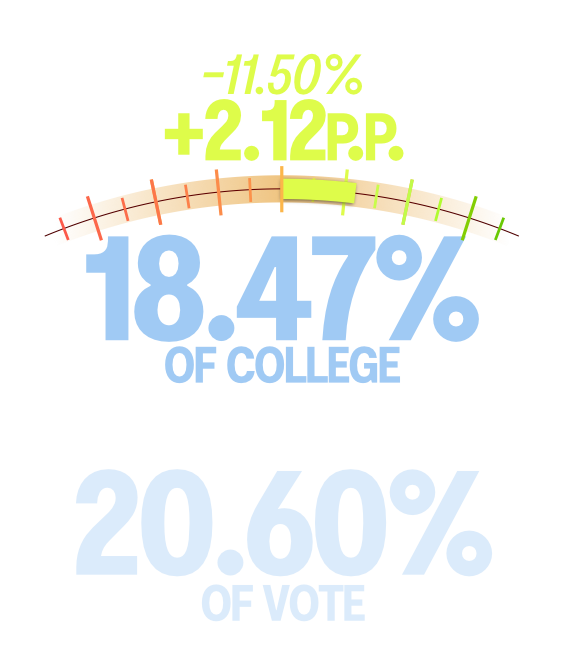 –11.50%
+2.12P.P.
18.47%
OF COLLEGE
20.60%
OF VOTE